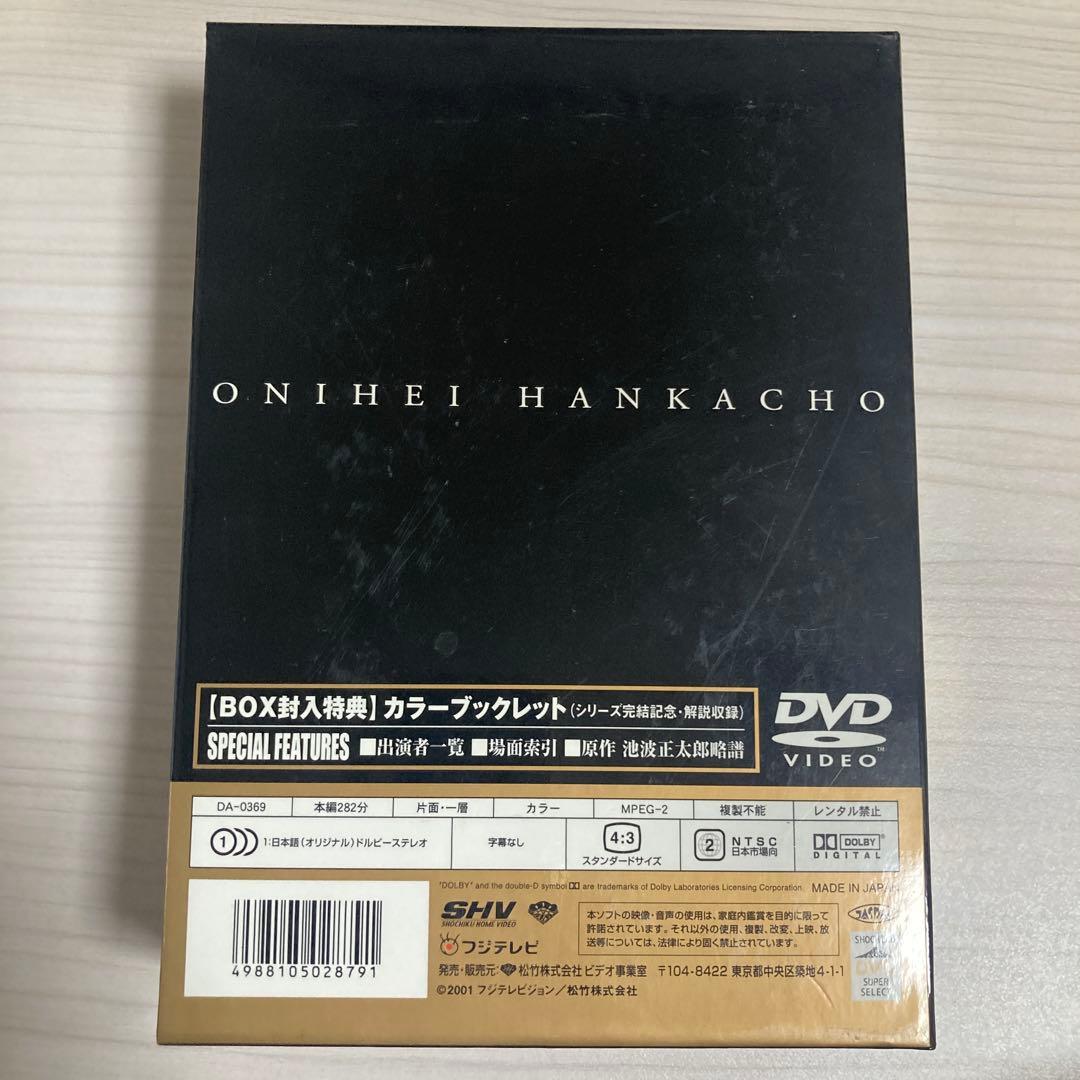 ONIHEI HANKACHO
【BOX封入特典】カラーブックレット(シリーズ完結記念・解説収録)
SPECIAL FEATURES ■出演者一覧 ■場面索引 ■原作 池波正太郎略譜
DVD
VIDEO™
DA-0369 本編282分 片面・一層 カラー MPEG-2 複製不能 レンタル禁止
1 1:日本語(オリジナル)ドルビーステレオ 字幕なし 4:3 スタンダードサイズ 2 NTSC 日本市場向 DOLBY DIGITAL
"DOLBY" and the double-D symbol are trademarks of Dolby Laboratories Licensing Corporation. MADE IN JAPAN
SHV
SHOCHIKU HOME VIDEO
フジテレビ
本ソフトの映像・音声の使用は、家庭内鑑賞を目的に限って
許諾されています。それ以外の使用、複製、改変、上映、放
送等については、法律により固く禁止されています。
JASRAC
4988105028791
発売・販売元: 松竹株式会社 ビデオ事業室 〒104-8422 東京都中央区築地4-1-1
©2001 フジテレビジョン/松竹株式会社
SUPER
SELECT